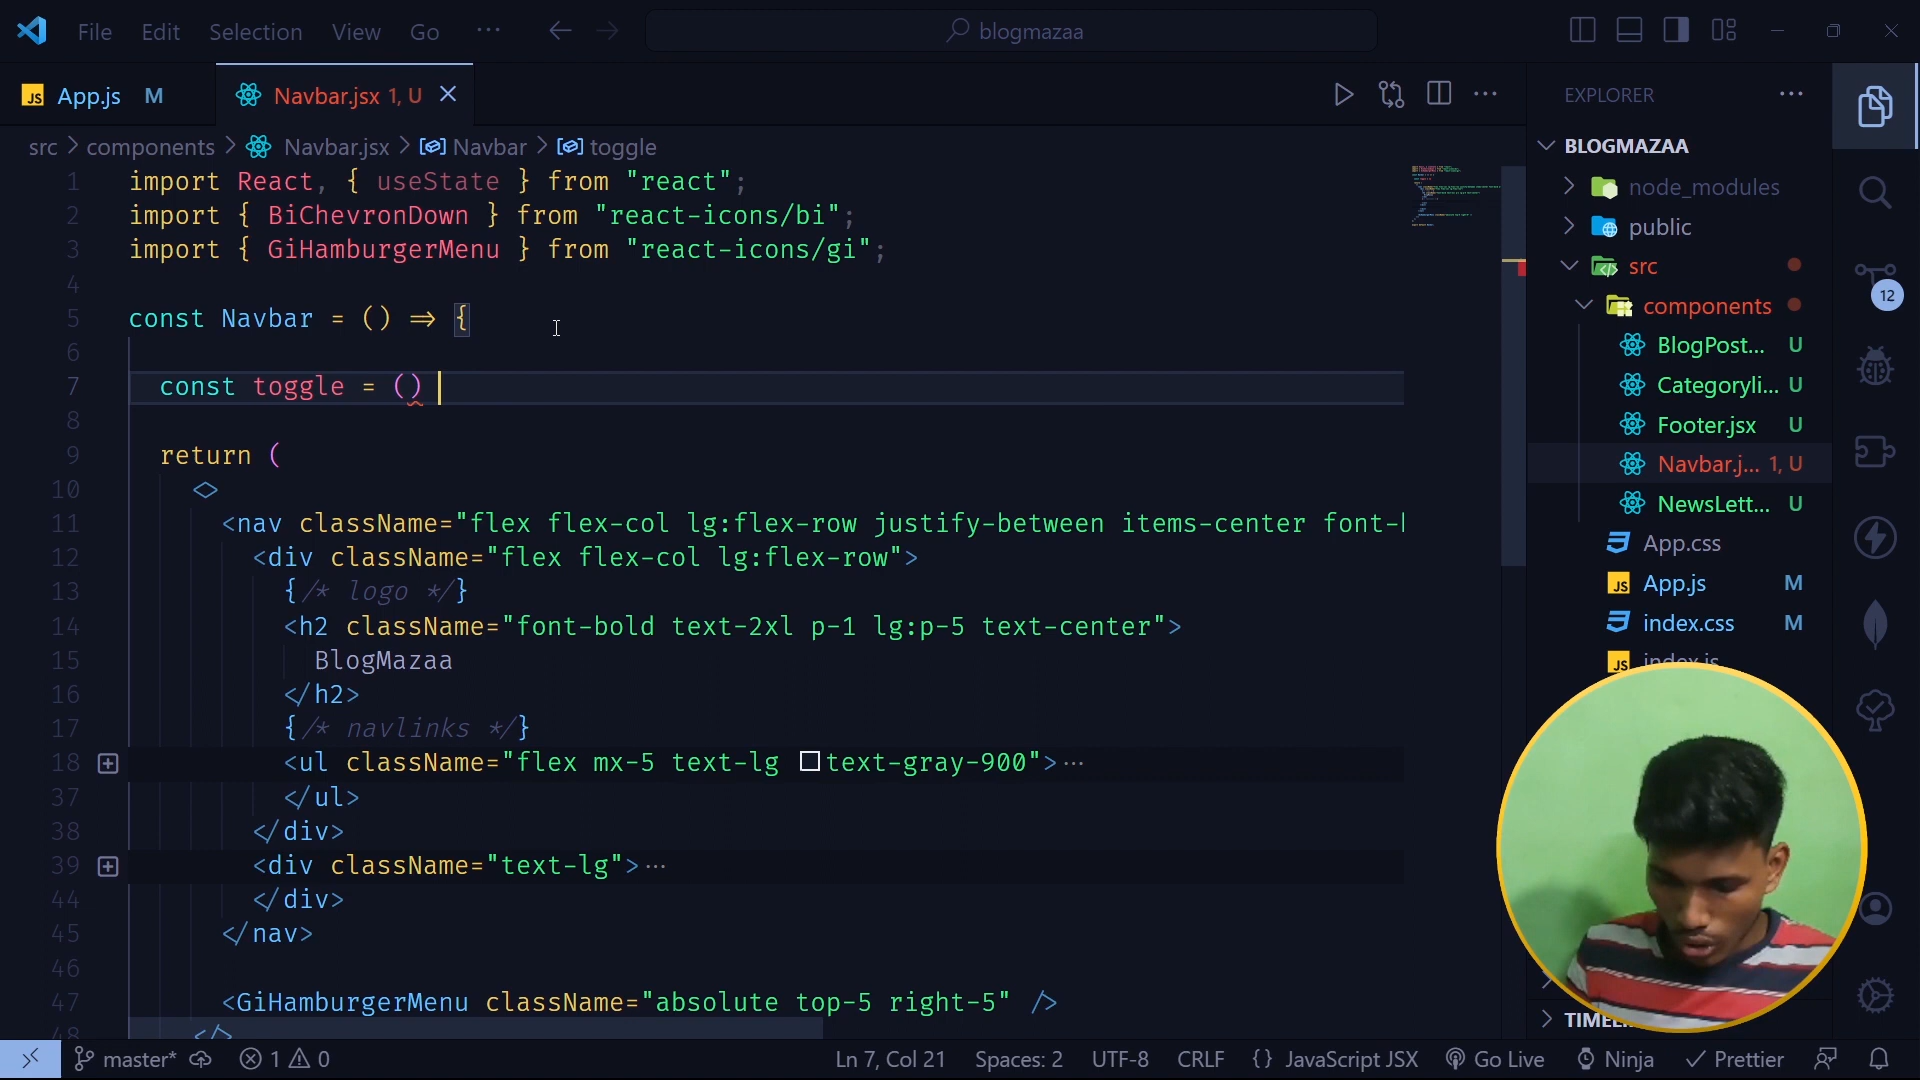 File Edit Selection View Go ··· blogmazaa
App.js M Navbar.jsx 1, U
EXPLORER
src > components > Navbar.jsx > Navbar > toggle
BLOGMAZAA
1 import React, { useState } from "react";
2 import { BiChevronDown } from "react-icons/bi";
3 import { GiHamburgerMenu } from "react-icons/gi";
4
5 const Navbar = () => {
6
7 const toggle = ()
8
9 return (
10 <>
11 <nav className="flex flex-col lg:flex-row justify-between items-center
12 <div className="flex flex-col lg:flex-row">
13 {/* logo */}
14 <h2 className="font-bold text-2xl p-1 lg:p-5 text-center">
15 BlogMazaa
16 </h2>
17 {/* navlinks */}
18 <ul className="flex mx-5 text-lg text-gray-900">···
37 </ul>
38 </div>
39 <div className="text-lg">···
44 </div>
45 </nav>
46
47 <GiHamburgerMenu className="absolute top-5 right-5" />
48 </>
node_modules
public
src
components
BlogPost... U
Categoryli... U
Footer.jsx U
Navbar.j... 1, U
NewsLett... U
App.css
App.js M
index.css M
index.js
12
master* 1 0 Ln 7, Col 21 Spaces: 2 UTF-8 CRLF {} JavaScript JSX Go Live Ninja Prettier